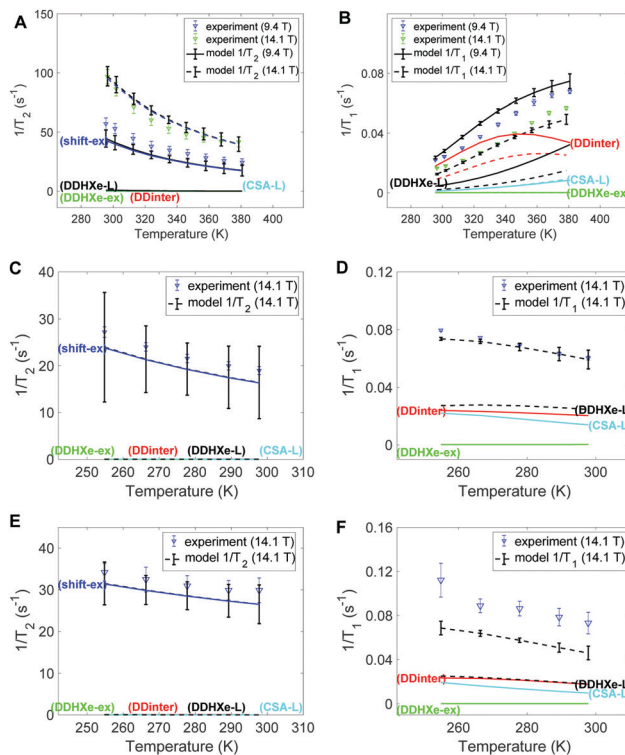 A
experiment (9.4 T)
experiment (14.1 T)
model 1/T2 (9.4 T)
model 1/T2 (14.1 T)
150
100
50
0
1/T2 (s-1)
(shift-ex)
(DDHXe-L)
(DDHXe-ex)
(DDinter)
(CSA-L)
280 300 320 340 360 380 400
Temperature (K)
B
experiment (9.4 T)
experiment (14.1 T)
model 1/T1 (9.4 T)
model 1/T1 (14.1 T)
0.08
0.04
0
1/T1 (s-1)
(DDinter)
(DDHXe-L)
(CSA-L)
(DDHXe-ex)
280 300 320 340 360 380 400
Temperature (K)
C
experiment (14.1 T)
model 1/T2 (14.1 T)
40
30
20
10
0
1/T2 (s-1)
(shift-ex)
(DDHXe-ex) (DDinter) (DDHXe-L) (CSA-L)
250 260 270 280 290 300 310
Temperature (K)
D
experiment (14.1 T)
model 1/T1 (14.1 T)
0.12
0.08
0.04
0
1/T1 (s-1)
(DDinter)
(DDHXe-L)
(CSA-L)
(DDHXe-ex)
260 280 300
Temperature (K)
E
experiment (14.1 T)
model 1/T2 (14.1 T)
40
30
20
10
0
1/T2 (s-1)
(shift-ex)
(DDHXe-ex) (DDinter) (DDHXe-L) (CSA-L)
250 260 270 280 290 300 310
Temperature (K)
F
experiment (14.1 T)
model 1/T1 (14.1 T)
0.16
0.12
0.08
0.04
0
1/T1 (s-1)
(DDinter)
(DDHXe-L)
(CSA-L)
(DDHXe-ex)
260 280 300
Temperature (K)